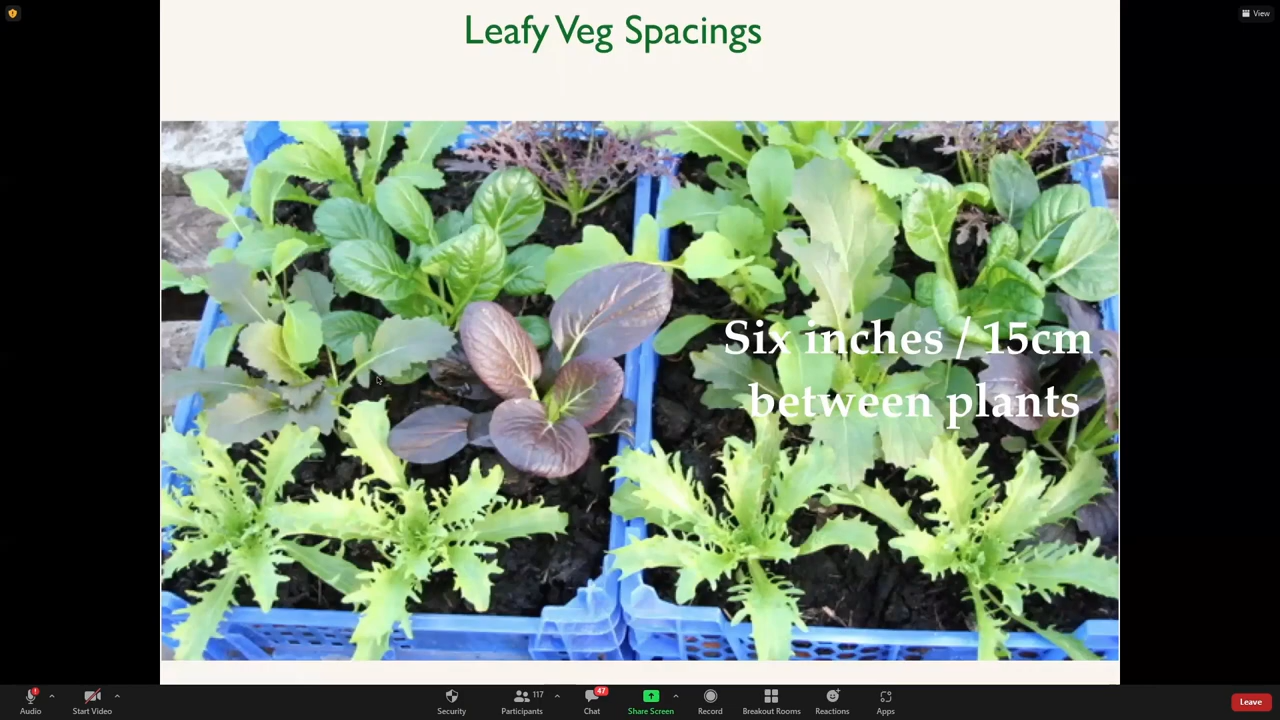 Leafy Veg Spacings
View
Six inches / 15cm
between plants
Audio
Start Video
Security
117
Participants
47
Chat
Share Screen
Record
Breakout Rooms
Reactions
Apps
Leave